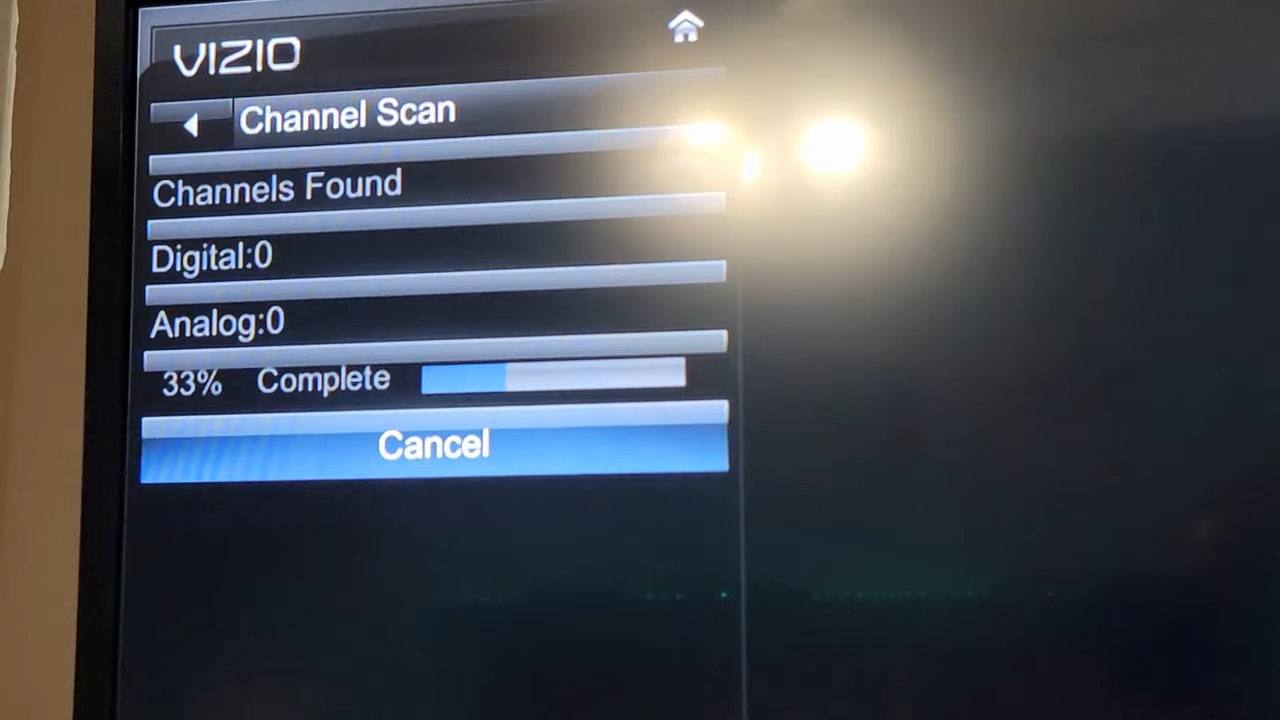 VIZIO
Channel Scan
Channels Found
Digital:0
Analog:0
33% Complete
Cancel